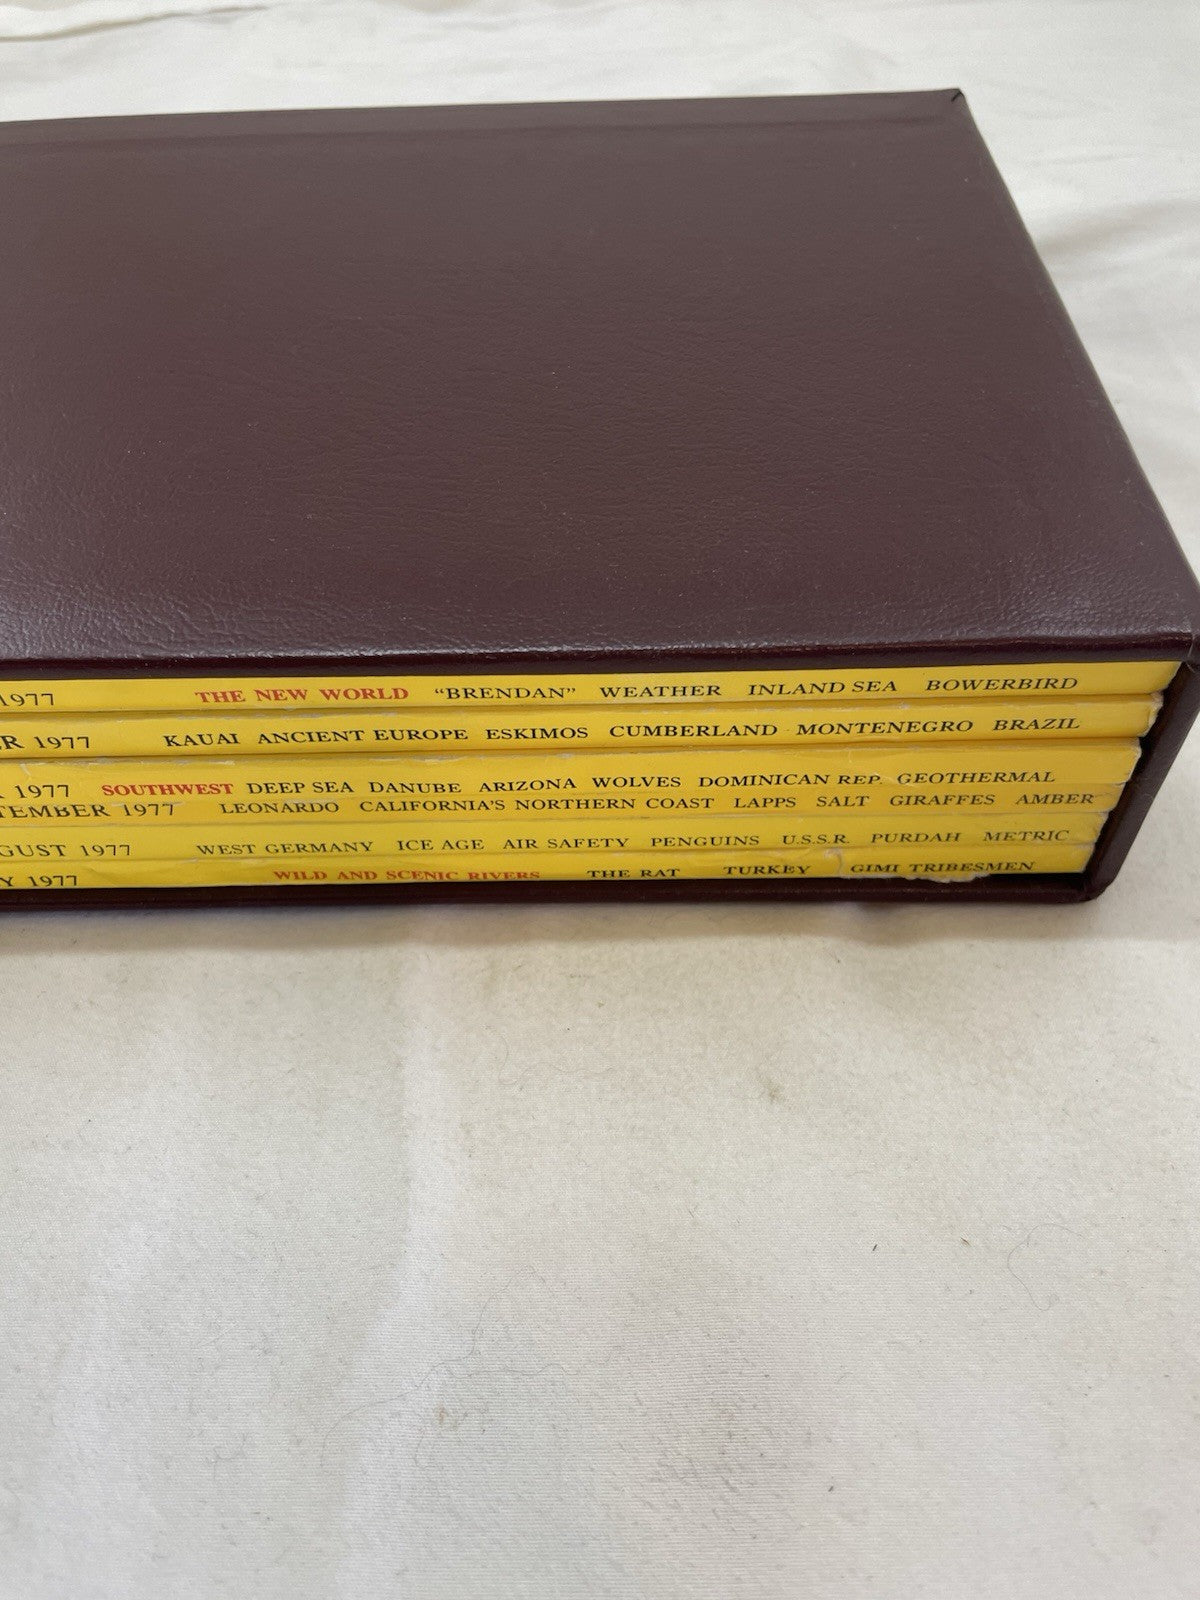 1977 THE NEW WORLD "BRENDAN" WEATHER INLAND SEA BOWERBIRD
ER 1977 KAUAI ANCIENT EUROPE ESKIMOS CUMBERLAND MONTENEGRO BRAZIL
R 1977 SOUTHWEST DEEP SEA DANUBE ARIZONA WOLVES DOMINICAN REP. GEOTHERMAL
TEMBER 1977 LEONARDO CALIFORNIA'S NORTHERN COAST LAPPS SALT GIRAFFES AMBER
GUST 1977 WEST GERMANY ICE AGE AIR SAFETY PENGUINS U.S.S.R. PURDAH METRIC
Y 1977 WILD AND SCENIC RIVERS THE RAT TURKEY GIMI TRIBESMEN